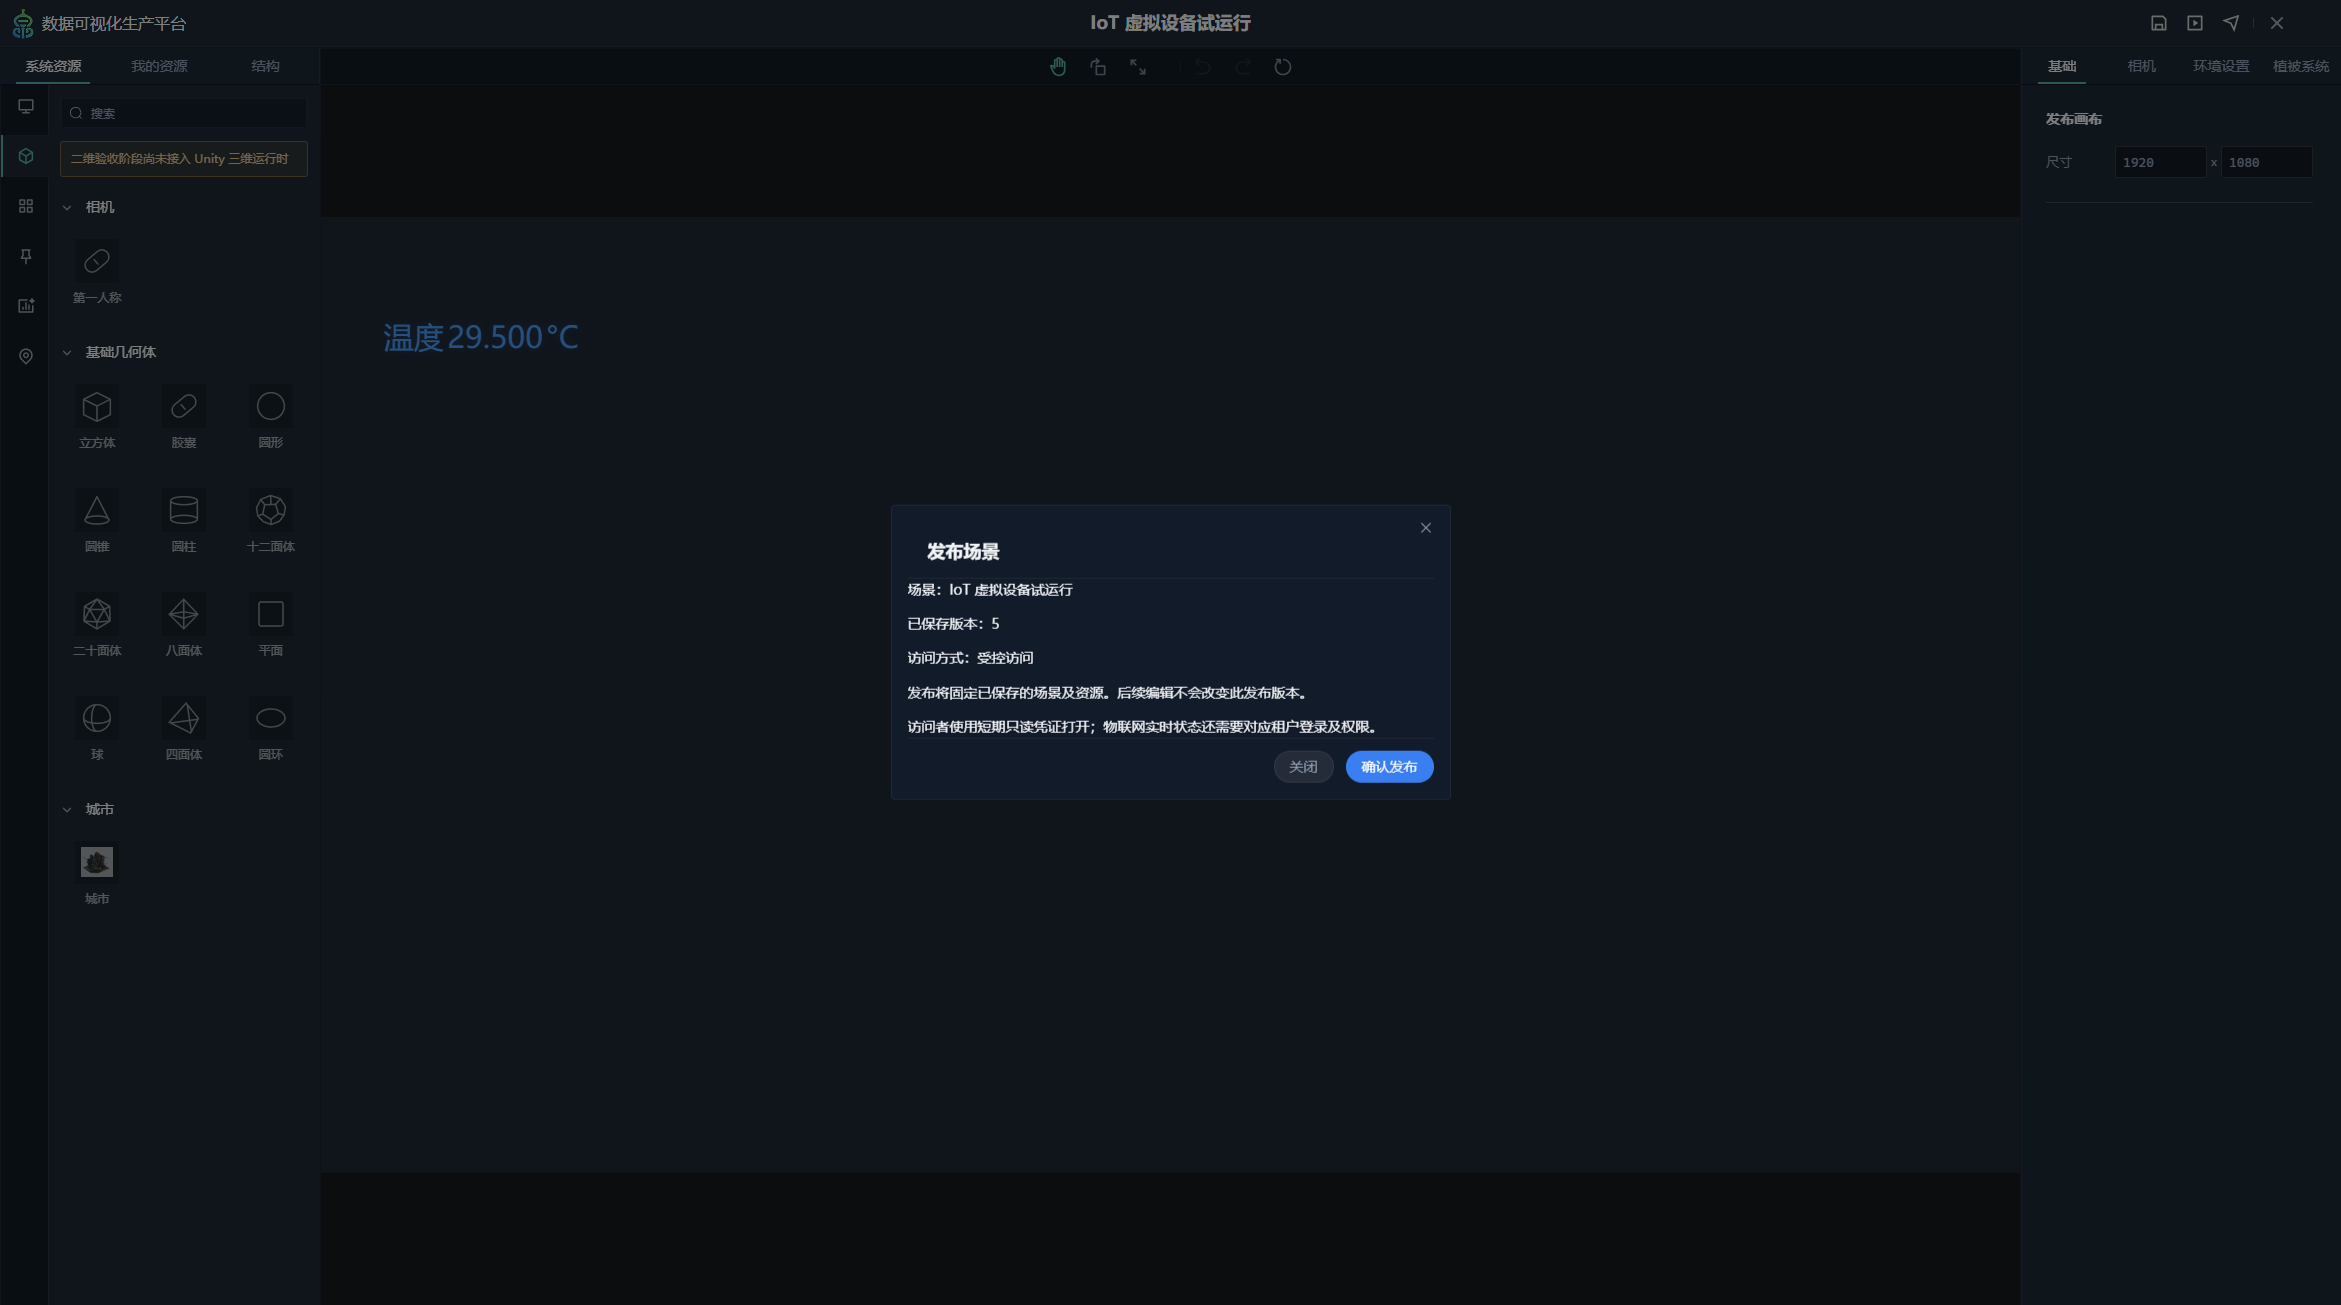 数据可视化生产平台
IoT 虚拟设备试运行
系统资源
我的资源
结构
基础
相机
环境设置
植被系统
搜索
二维验收阶段尚未接入 Unity 三维运行时
相机
第一人称
基础几何体
立方体
胶囊
圆形
圆锥
圆柱
十二面体
二十面体
八面体
平面
球
四面体
圆环
城市
城市
温度29.500°C
发布画布
尺寸 1920 x 1080
发布场景
场景：IoT 虚拟设备试运行
已保存版本：5
访问方式：受控访问
发布将固定已保存的场景及资源。后续编辑不会改变此发布版本。
访问者使用短期只读凭证打开；物联网实时状态还需要对应租户登录及权限。
关闭
确认发布